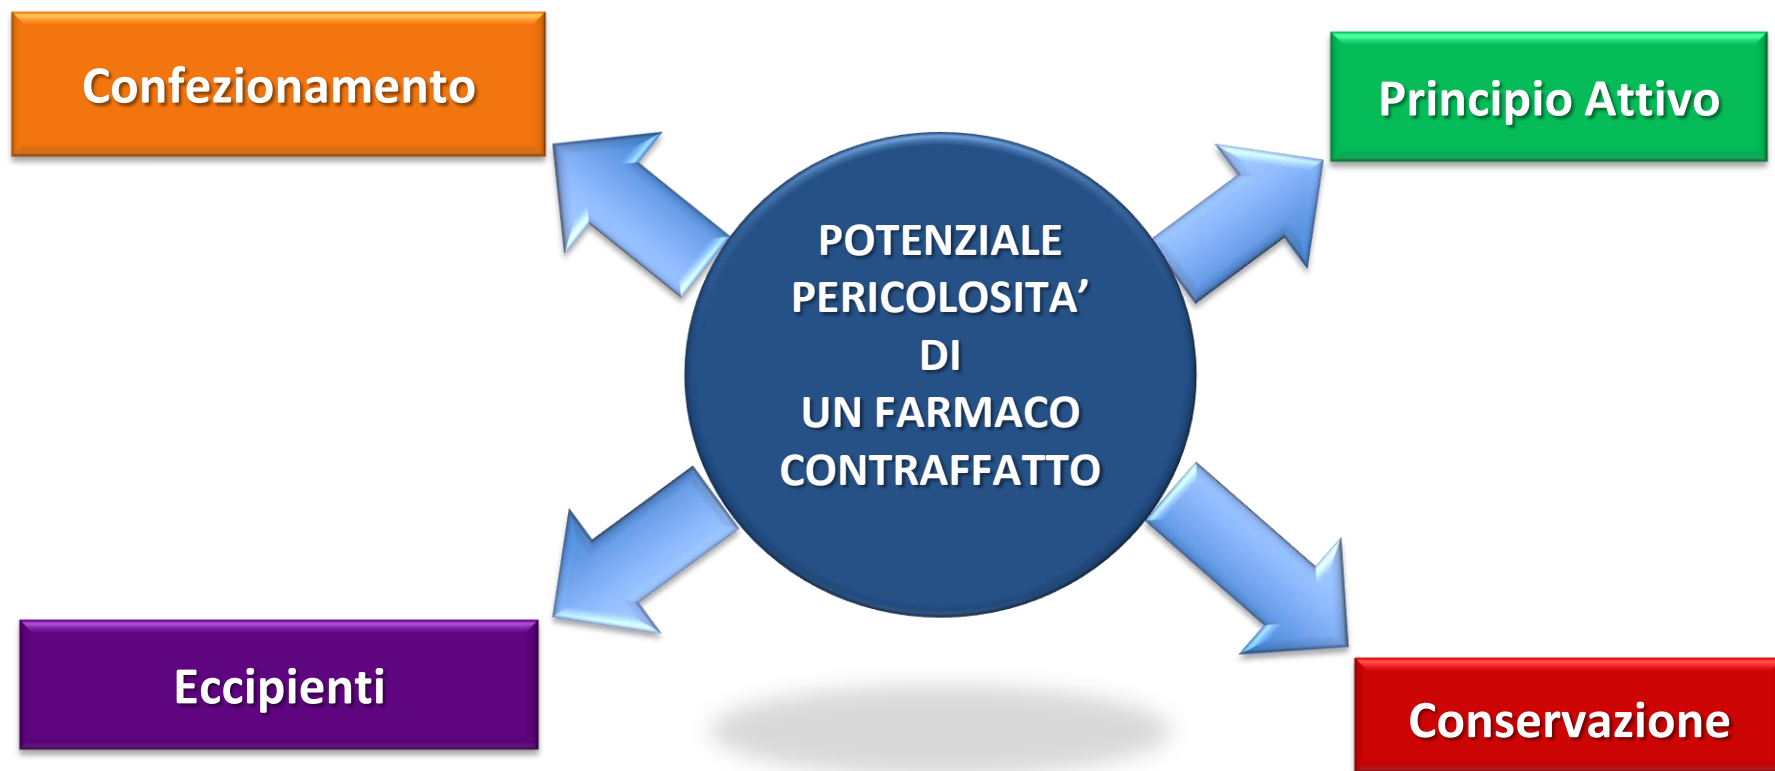 Confezionamento
Principio Attivo
POTENZIALE
PERICOLOSITA’
DI
UN FARMACO
CONTRAFFATTO
Eccipienti
Conservazione